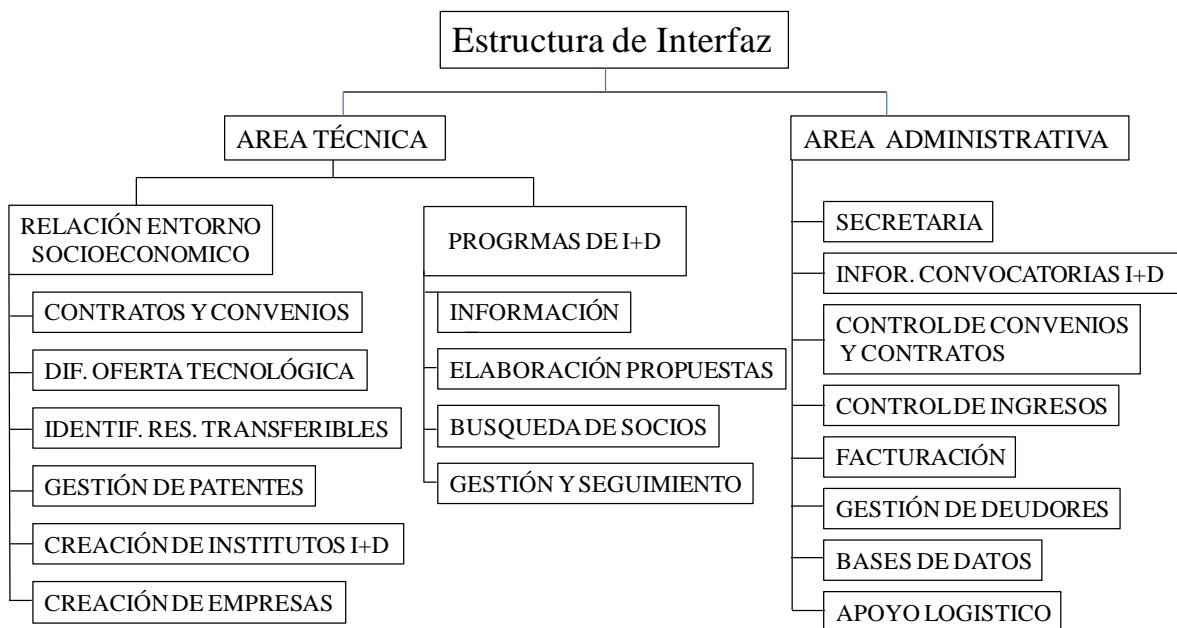 Estructura de Interfaz
AREA TÉCNICA
AREA ADMINISTRATIVA
RELACIÓN ENTORNO
SOCIOECONOMICO
CONTRATOS Y CONVENIOS
DIF. OFERTA TECNOLÓGICA
IDENTIF. RES. TRANSFERIBLES
GESTIÓN DE PATENTES
CREACIÓN DE INSTITUTOS I+D
CREACIÓN DE EMPRESAS
PROGRMAS DE I+D
INFORMACIÓN
ELABORACIÓN PROPUESTAS
BUSQUEDA DE SOCIOS
GESTIÓN Y SEGUIMIENTO
SECRETARIA
INFOR. CONVOCATORIAS I+D
CONTROL DE CONVENIOS
Y CONTRATOS
CONTROL DE INGRESOS
FACTURACIÓN
GESTIÓN DE DEUDORES
BASES DE DATOS
APOYO LOGISTICO